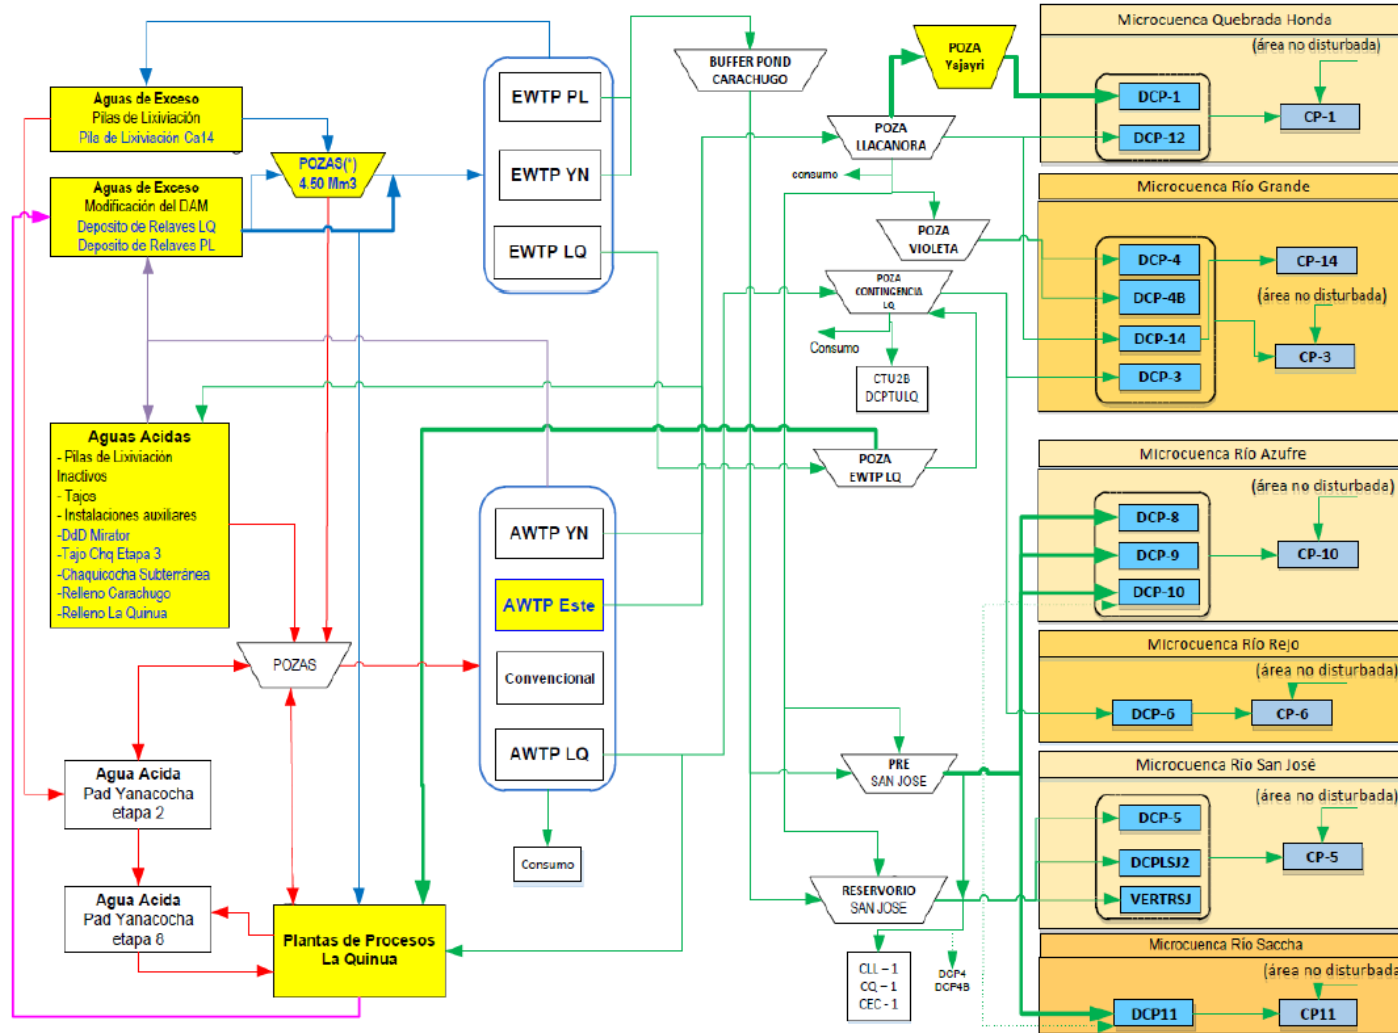 Aguas de Exceso
Pilas de Lixiviación
Pila de Lixiviación Ca14
Aguas de Exceso
Modificación del DAM
Deposito de Relaves LQ
Deposito de Relaves PL
POZAS(*)
4.50 Mm3
Aguas Acidas
- Pilas de Lixiviación
Inactivos
- Tajos
- Instalaciones auxiliares
-DdD Mirator
-Tajo Chq Etapa 3
-Chaquicocha Subterránea
-Relleno Carachugo
-Relleno La Quinua
POZAS
Agua Acida
Pad Yanacocha
etapa 2
Agua Acida
Pad Yanacocha
etapa 8
Plantas de Procesos
La Quinua
EWTP PL
EWTP YN
EWTP LQ
AWTP YN
AWTP Este
Convencional
AWTP LQ
Consumo
BUFFER POND
CARACHUGO
POZA
Yajayri
POZA
LLACANORA
consumo
POZA
VIOLETA
POZA
CONTINGENCIA
LQ
Consumo
CTU2B
DCPTULQ
POZA
EWTP LQ
PRE
SAN JOSE
RESERVORIO
SAN JOSE
CLL – 1
CQ – 1
CEC - 1
DCP4
DCP4B
Microcuenca Quebrada Honda
(área no disturbada)
DCP-1
DCP-12
CP-1
Microcuenca Río Grande
DCP-4
DCP-4B
DCP-14
DCP-3
CP-14
(área no disturbada)
CP-3
Microcuenca Río Azufre
(área no disturbada)
DCP-8
DCP-9
DCP-10
CP-10
Microcuenca Río Rejo
(área no disturbada)
DCP-6
CP-6
Microcuenca Río San José
(área no disturbada)
DCP-5
DCPLSJ2
VERTRSJ
CP-5
Microcuenca Río Saccha
(área no disturbada)
DCP11
CP11